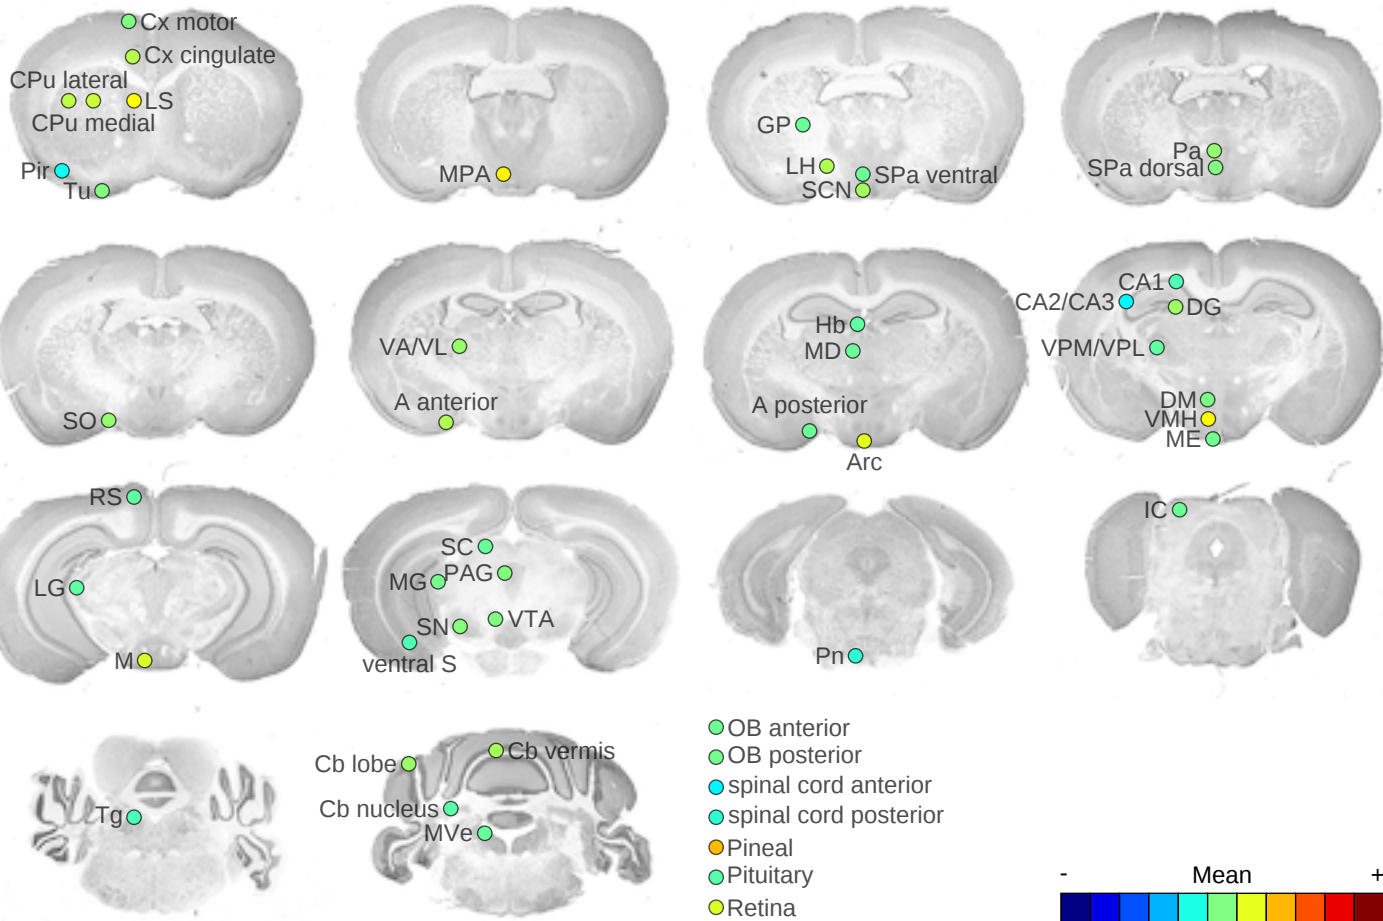 Cx motor
Cx cingulate
CPu lateral
LS
CPu medial
Pir
Tu
MPA
GP
LH
SPa ventral
SCN
Pa
SPa dorsal
SO
VA/VL
A anterior
Hb
MD
A posterior
Arc
CA1
CA2/CA3
DG
VPM/VPL
DM
VMH
ME
RS
LG
M
SC
MG
PAG
SN
VTA
ventral S
Pn
IC
Tg
Cb lobe
Cb vermis
Cb nucleus
MVe
OB anterior
OB posterior
spinal cord anterior
spinal cord posterior
Pineal
Pituitary
Retina
- Mean +